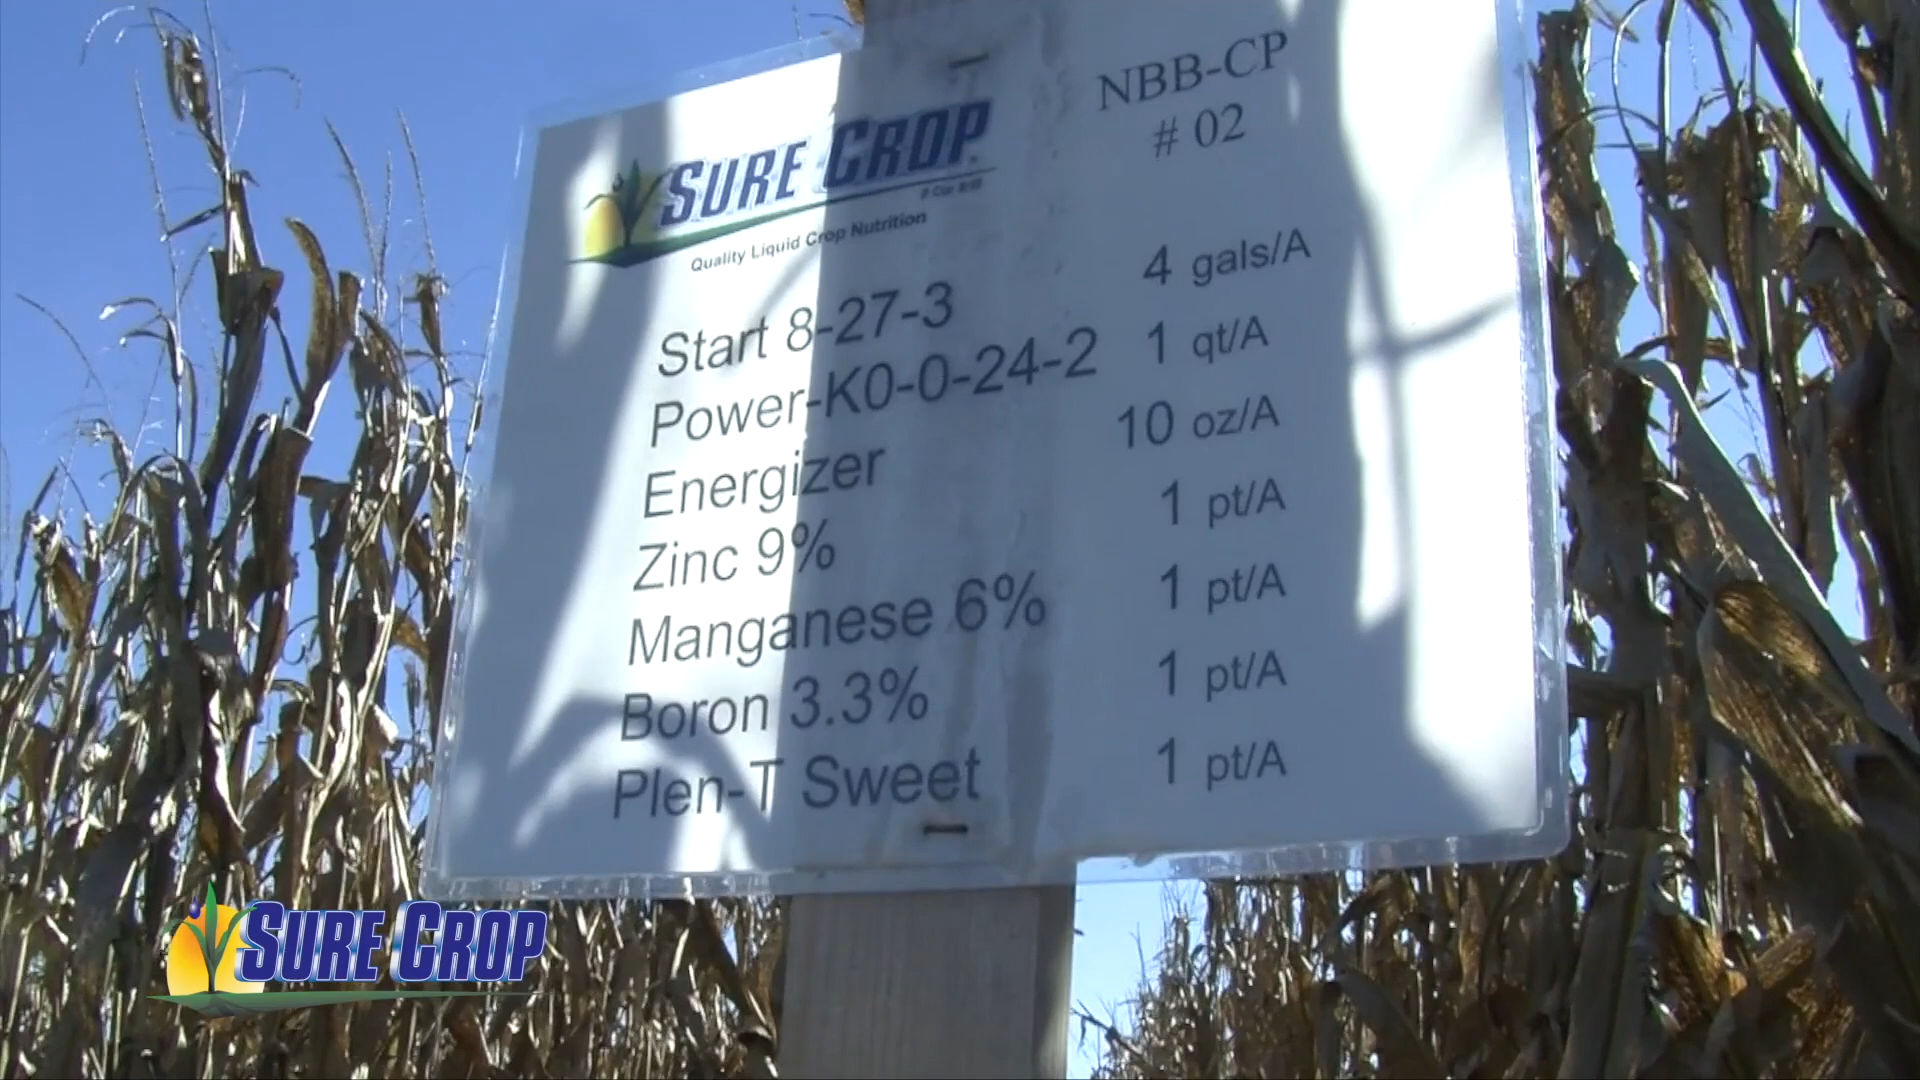 SURE CROP
Quality Liquid Crop Nutrition
NBB-CP
# 02
Start 8-27-3 4 gals/A
Power-K0-0-24-2 1 qt/A
Energizer 10 oz/A
Zinc 9% 1 pt/A
Manganese 6% 1 pt/A
Boron 3.3% 1 pt/A
Plen-T Sweet 1 pt/A
SURE CROP